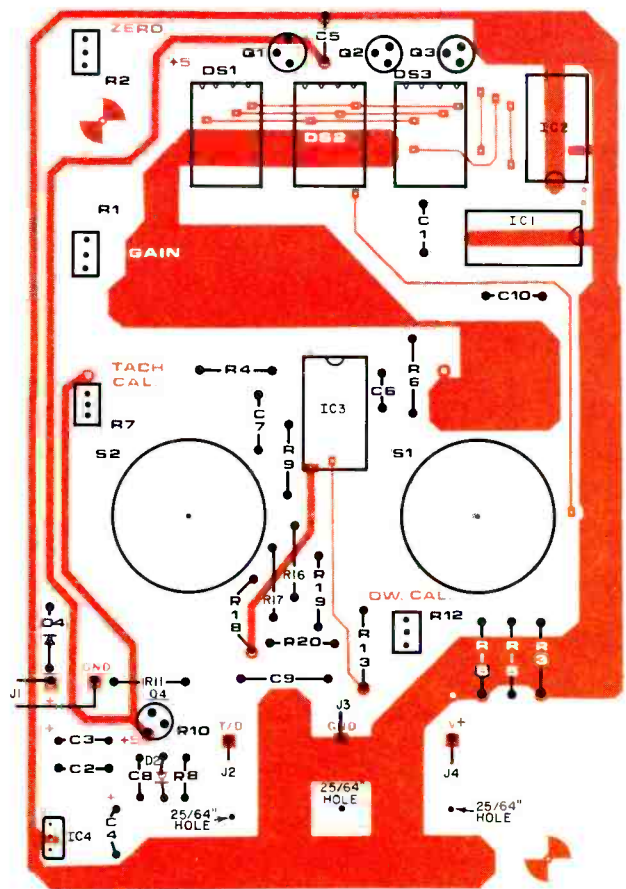 ZERO
C5
Q1
Q2
Q3
+5
DS1
DS3
R2
DS2
IC2
R1
C1
IC1
GAIN
C10
TACH
CAL
R4
R6
C6
IC3
C7
R7
R9
S2
S1
R16
R17
R18
R19
DW. CAL.
R12
D4
R20
R13
R3
GND
R11
C9
J1
Q4
J3
+
R10
T/D
GND
V+
+
C3
+5
J2
J4
D2
C2
C8
R8
25/64"
HOLE
25/64"
HOLE
25/64"
HOLE
+
C4
IC4